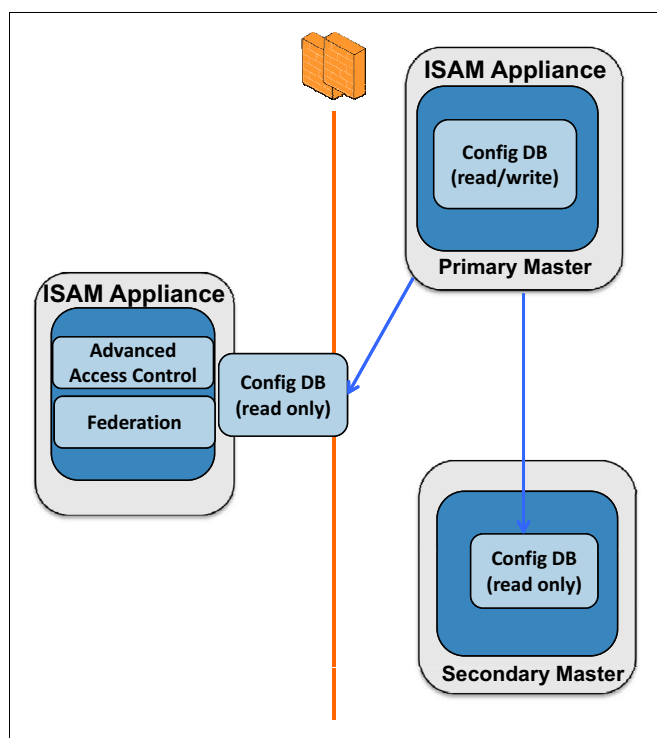 ISAM Appliance
Config DB
(read/write)
Primary Master
ISAM Appliance
Advanced
Access Control
Federation
Config DB
(read only)
Config DB
(read only)
Secondary Master